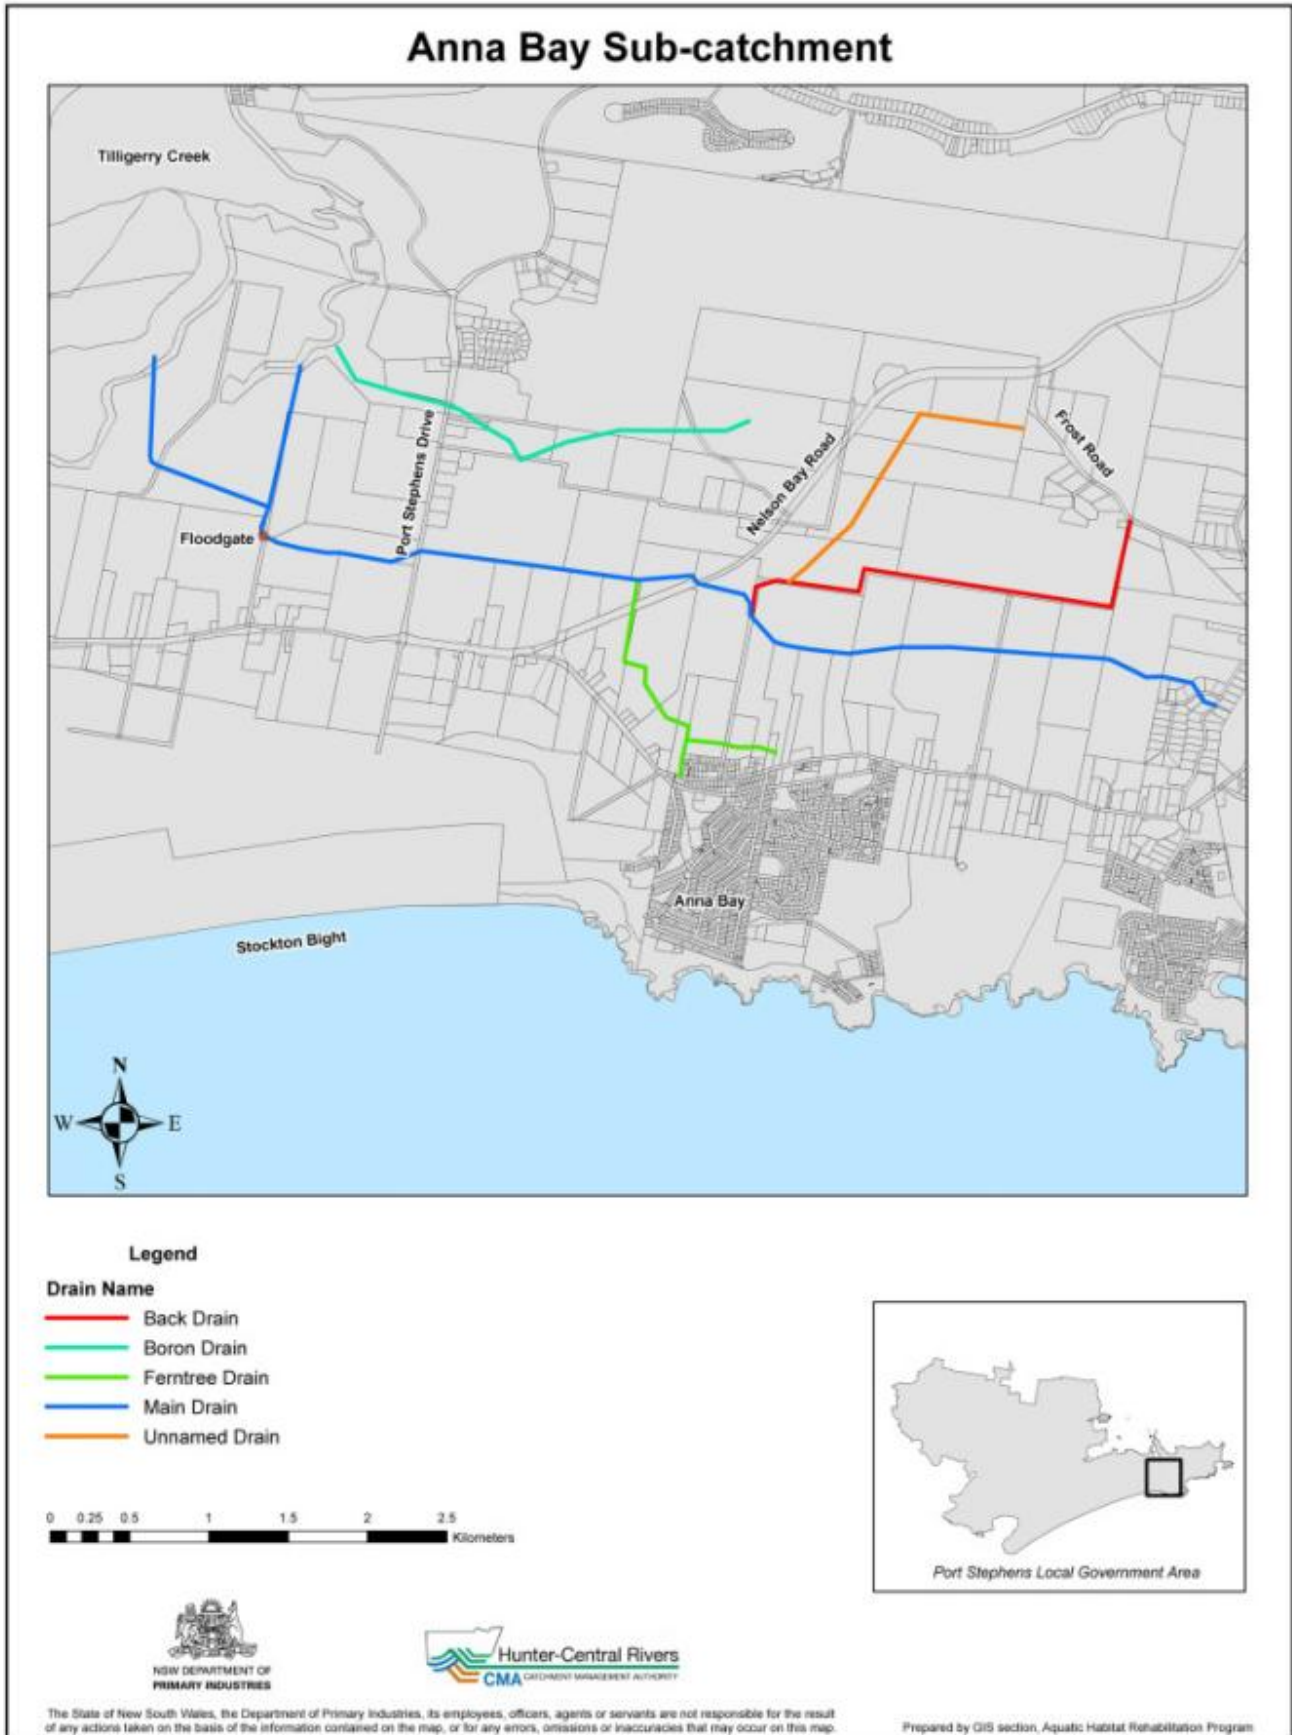 Anna Bay Sub-catchment
Tilligerry Creek
Port Stephens Drive
Nelson Bay Road
Frost Road
Floodgate
Anna Bay
Stockton Bight
N
W E
S
Legend
Drain Name
Back Drain
Boron Drain
Ferntree Drain
Main Drain
Unnamed Drain
0 0.25 0.5 1 1.5 2 2.5
Kilometers
Port Stephens Local Government Area
NSW DEPARTMENT OF
PRIMARY INDUSTRIES
Hunter-Central Rivers
CMA CATCHMENT MANAGEMENT AUTHORITY
The State of New South Wales, the Department of Primary Industries, its employees, officers, agents or servants are not responsible for the result
of any actions taken on the basis of the information contained on the map, or for any errors, omissions or inaccuracies that may occur on this map.
Prepared by GIS section, Aquatic Habitat Rehabilitation Program